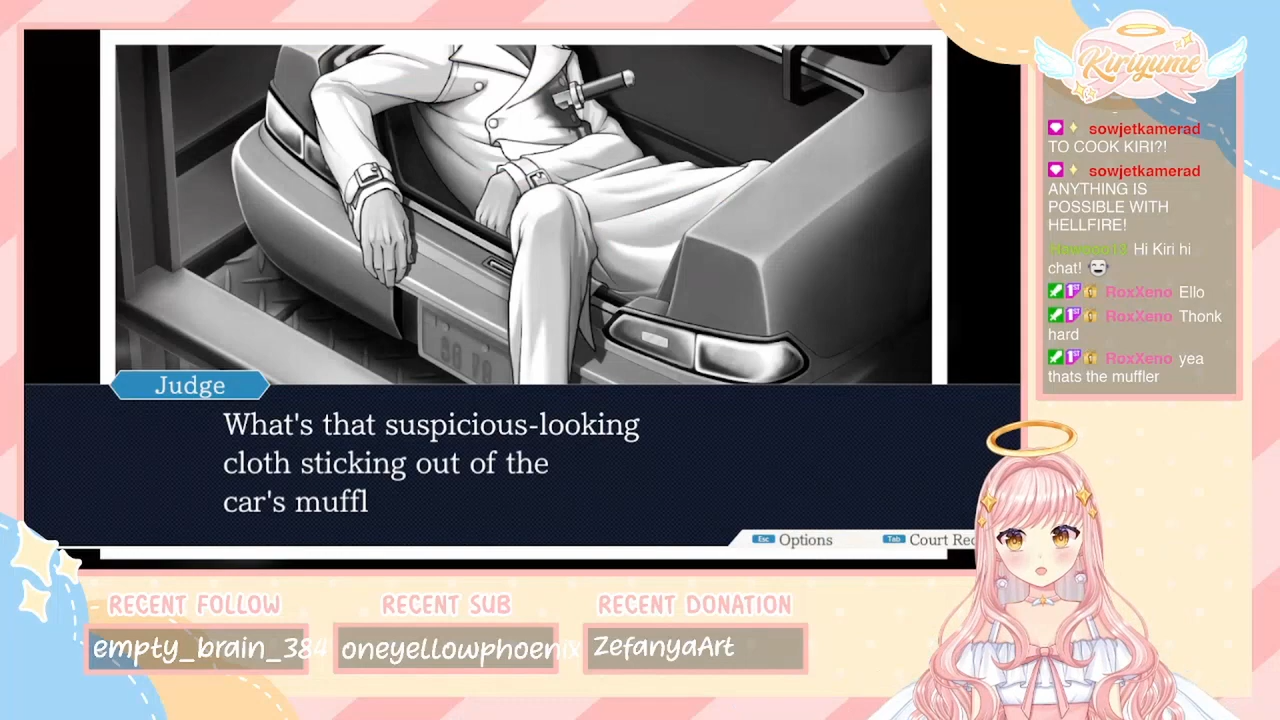 Kiriyume
sowjetkamerad
TO COOK KIRI?!
sowjetkamerad
ANYTHING IS
POSSIBLE WITH
HELLFIRE!
Hi Kiri hi
chat!
RoxXeno Ello
RoxXeno Thonk
hard
RoxXeno yea
thats the muffler
Judge
What's that suspicious-looking
cloth sticking out of the
car's muffl
Esc Options
Tab Court Rec
RECENT FOLLOW
RECENT SUB
RECENT DONATION
empty_brain_384
oneyellowphoenix
ZefanyaArt